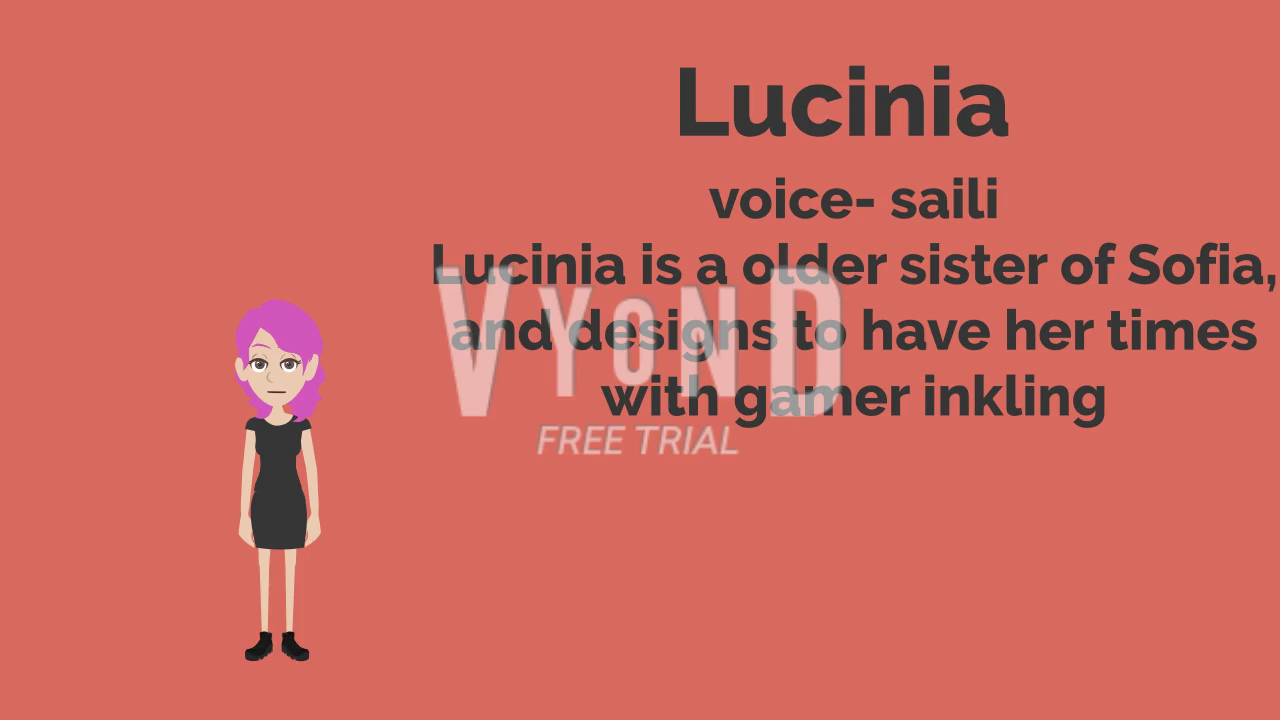 Lucinia
voice- saili
Lucinia is a older sister of Sofia,
and designs to have her times
with gamer inkling
VYOND
FREE TRIAL